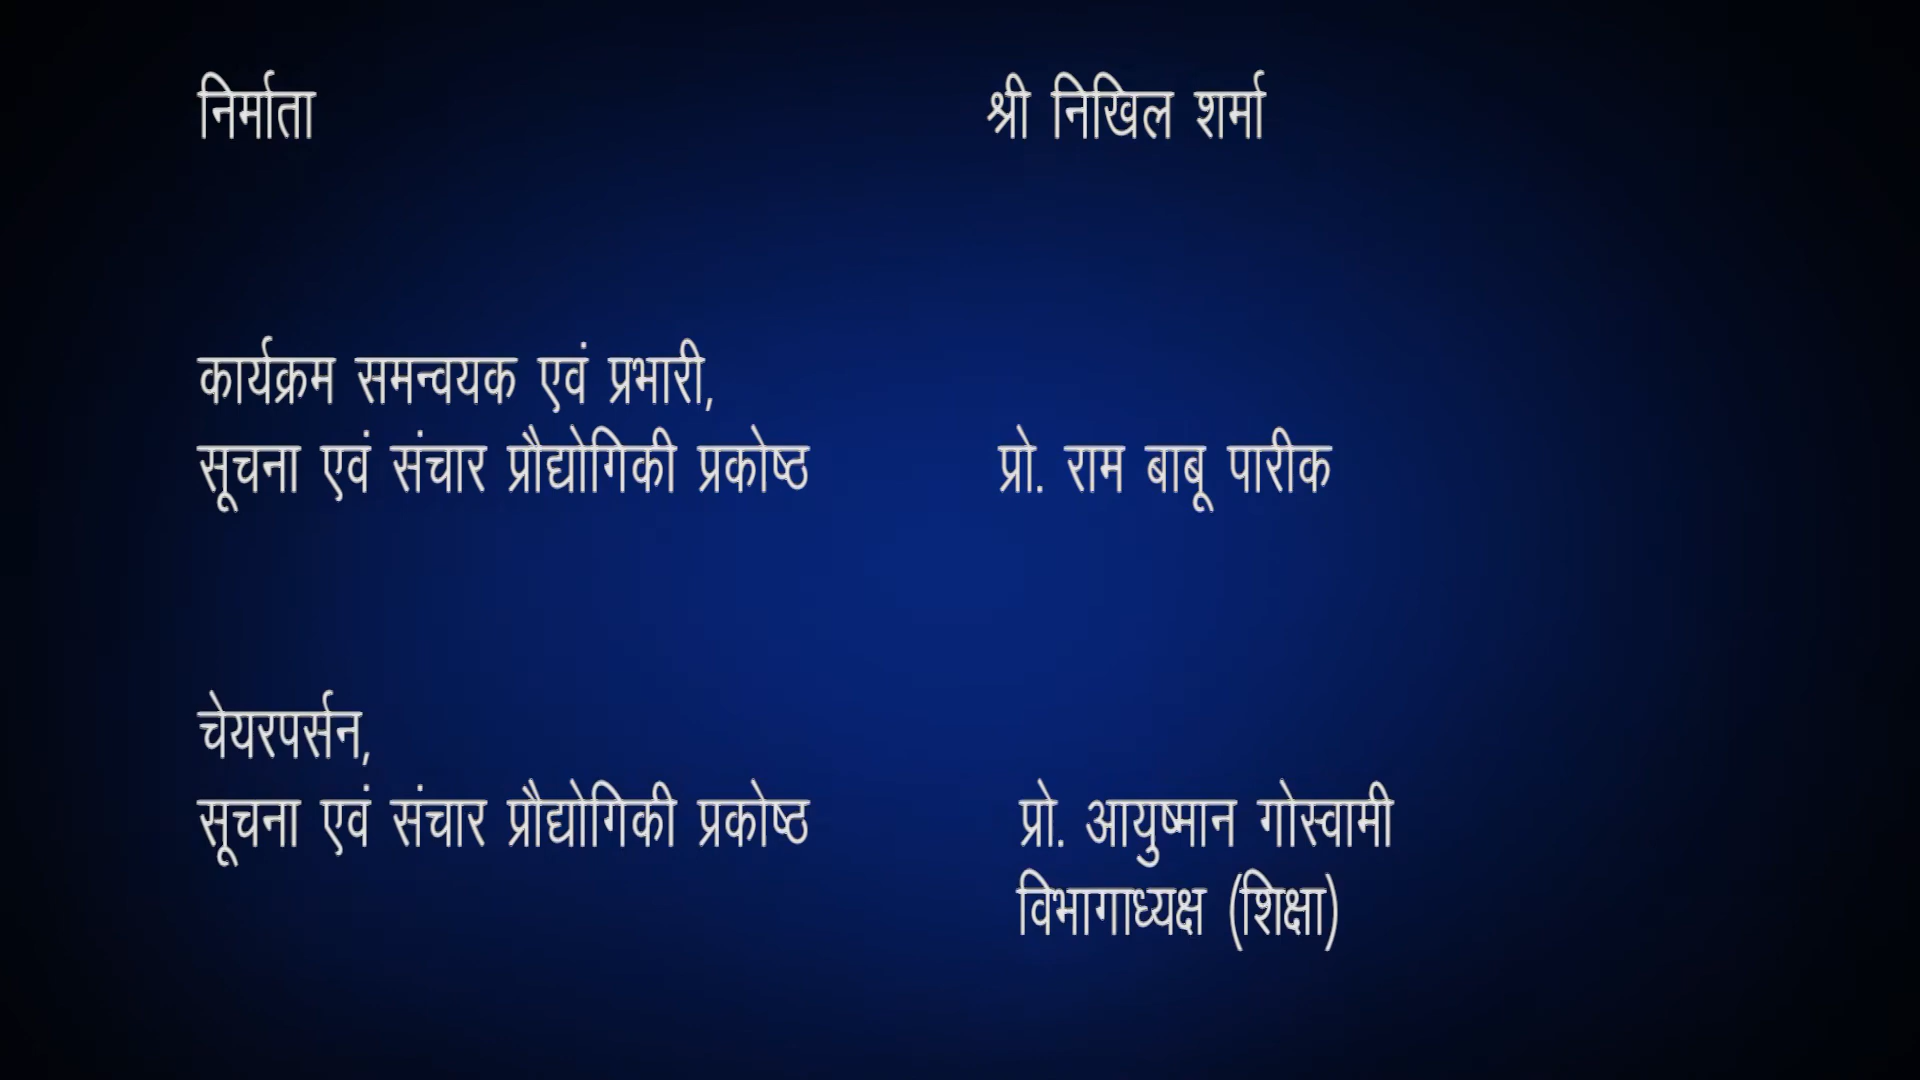 निर्माता श्री निखिल शर्मा
कार्यक्रम समन्वयक एवं प्रभारी,
सूचना एवं संचार प्रौद्योगिकी प्रकोष्ठ प्रो. राम बाबू पारीक
चेयरपर्सन,
सूचना एवं संचार प्रौद्योगिकी प्रकोष्ठ प्रो. आयुष्मान गोस्वामी
विभागाध्यक्ष (शिक्षा)